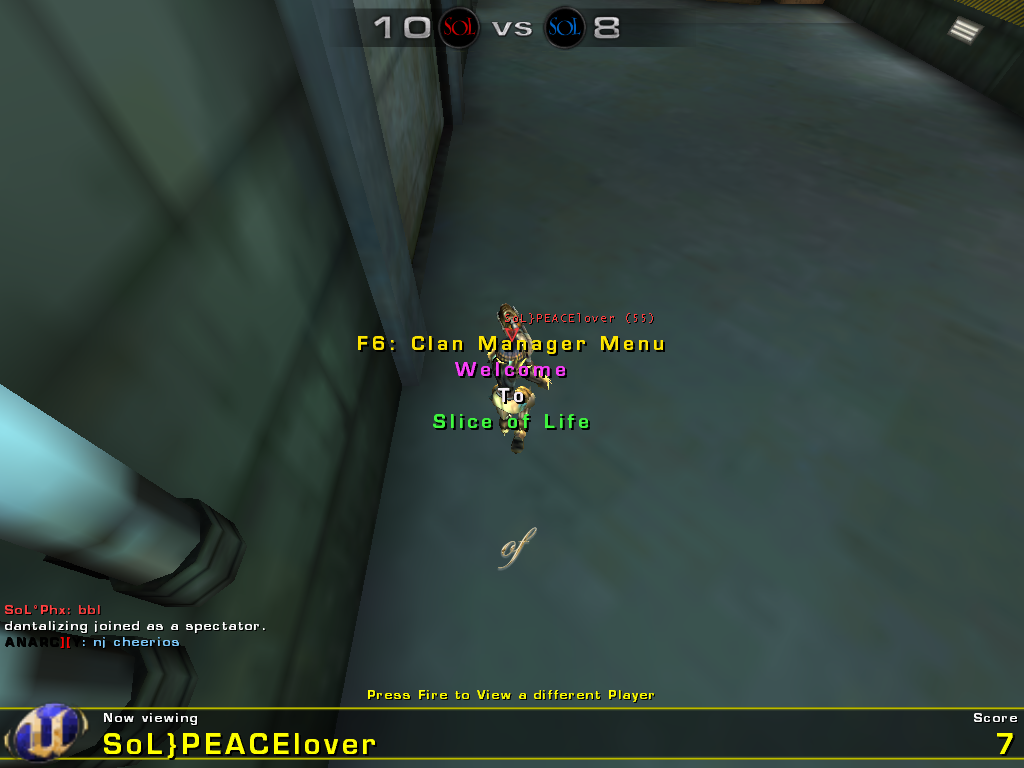 10 SOL vs SOL 8
SoL}PEACElover (55)
F6: Clan Manager Menu
Welcome
To
Slice of Life
of
SoL°Phx: bbl
dantalizing joined as a spectator.
: nj cheerios
Press Fire to View a different Player
Now viewing
Score
SoL}PEACElover
7